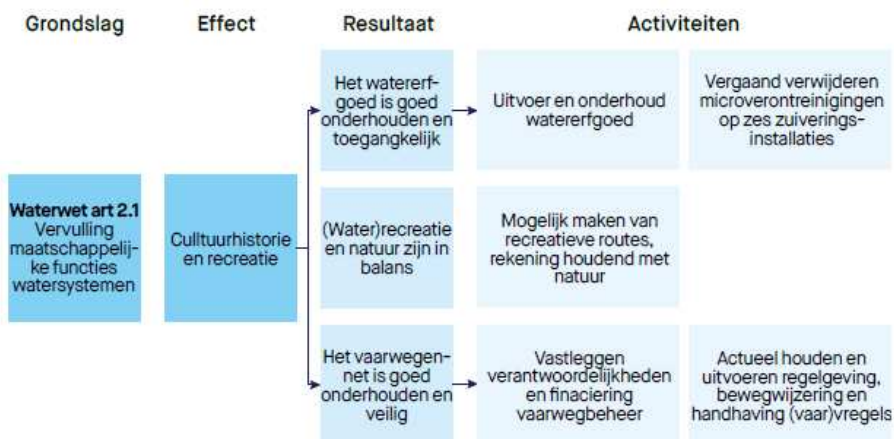 Grondslag
Effect
Resultaat
Activiteiten
Het watererf-
goed is goed
onderhouden en
toegankelijk
Uitvoer en onderhoud
watererfgoed
Vergaand verwijderen
microverontreinigingen
op zes zuiverings-
installaties
Waterwet art 2.1
Vervulling
maatschappelij-
ke functies
watersystemen
Culltuurhistorie
en recreatie
(Water)recreatie
en natuur zijn in
balans
Mogelijk maken van
recreatieve routes,
rekening houdend met
natuur
Het vaarwegen-
net is goed
onderhouden en
veilig
Vastleggen
verantwoordelijkheden
en finaciering
vaarwegbeheer
Actueel houden en
uitvoeren regelgeving,
bewegwijzering en
handhaving (vaar)vregels